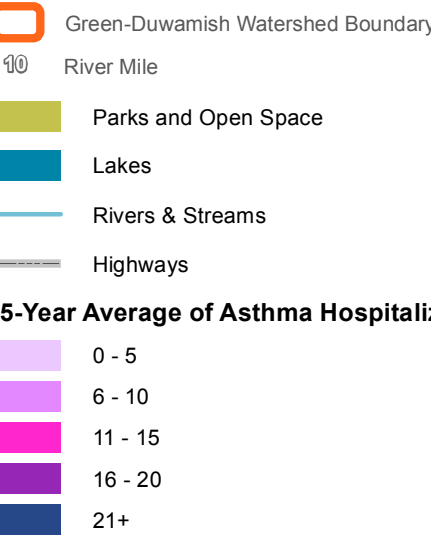 Green-Duwamish Watershed Boundary
10 River Mile
Parks and Open Space
Lakes
Rivers & Streams
Highways
5-Year Average of Asthma
0 - 5
6 - 10
11 - 15
16 - 20
21+